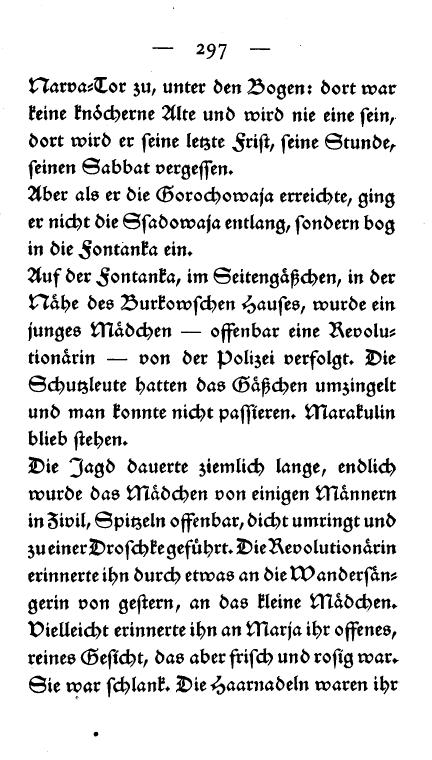 — 297 —
Narva-Tor zu, unter den Bogen: dort war
keine knöcherne Alte und wird nie eine sein,
dort wird er seine letzte Frist, seine Stunde,
seinen Sabbat vergessen.
Aber als er die Gorochowaja erreichte, ging
er nicht die Ssadowaja entlang, sondern bog
in die Fontanka ein.
Auf der Fontanka, im Seitengäßchen, in der
Nähe des Burkowschen Hauses, wurde ein
junges Mädchen — offenbar eine Revolu-
tionärin — von der Polizei verfolgt. Die
Schutzleute hatten das Gäßchen umzingelt
und man konnte nicht passieren. Marakulin
blieb stehen.
Die Jagd dauerte ziemlich lange, endlich
wurde das Mädchen von einigen Männern
in Zivil, Spitzeln offenbar, dicht umringt und
zu einer Droschke geführt. Die Revolutionärin
erinnerte ihn durch etwas an die Wandersän-
gerin von gestern, an das kleine Mädchen.
Vielleicht erinnerte ihn an Marja ihr offenes,
reines Gesicht, das aber frisch und rosig war.
Sie war schlank. Die Haarnadeln waren ihr